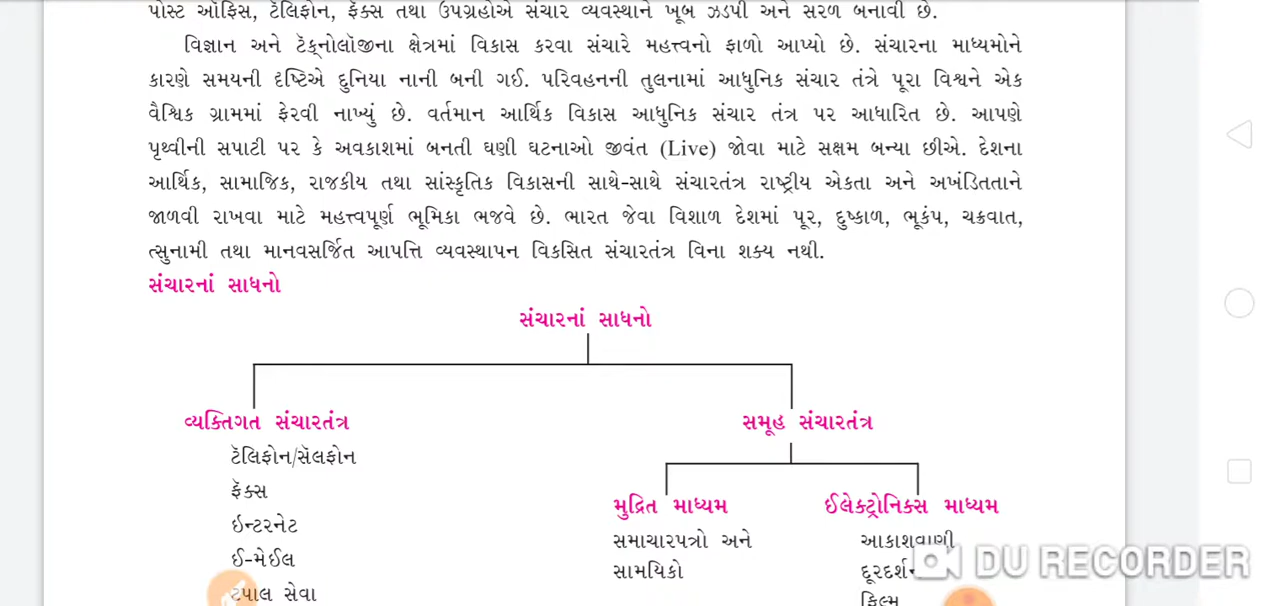 પોસ્ટ ઑફિસ, ટૅલિફોન, ફૅક્સ તથા ઉપગ્રહોએ સંચાર વ્યવસ્થાને ખૂબ ઝડપી અને સરળ બનાવી છે.
વિજ્ઞાન અને ટૅક્નોલૉજીના ક્ષેત્રમાં વિકાસ કરવા સંચારે મહત્ત્વનો ફાળો આપ્યો છે. સંચારના માધ્યમોને
કારણે સમયની દૃષ્ટિએ દુનિયા નાની બની ગઈ. પરિવહનની તુલનામાં આધુનિક સંચાર તંત્રે પૂરા વિશ્વને એક
વૈશ્વિક ગ્રામમાં ફેરવી નાખ્યું છે. વર્તમાન આર્થિક વિકાસ આધુનિક સંચાર તંત્ર પર આધારિત છે. આપણે
પૃથ્વીની સપાટી પર કે અવકાશમાં બનતી ઘણી ઘટનાઓ જીવંત (Live) જોવા માટે સક્ષમ બન્યા છીએ. દેશના
આર્થિક, સામાજિક, રાજકીય તથા સાંસ્કૃતિક વિકાસની સાથે-સાથે સંચારતંત્ર રાષ્ટ્રીય એકતા અને અખંડિતતાને
જાળવી રાખવા માટે મહત્ત્વપૂર્ણ ભૂમિકા ભજવે છે. ભારત જેવા વિશાળ દેશમાં પૂર, દુષ્કાળ, ભૂકંપ, ચક્રવાત,
ત્સુનામી તથા માનવસર્જિત આપત્તિ વ્યવસ્થાપન વિકસિત સંચારતંત્ર વિના શક્ય નથી.
સંચારનાં સાધનો
સંચારનાં સાધનો
વ્યક્તિગત સંચારતંત્ર
ટૅલિફોન/સૅલફોન
ફૅક્સ
ઇન્ટરનેટ
ઈ-મેઈલ
ટપાલ સેવા
સમૂહ સંચારતંત્ર
મુદ્રિત માધ્યમ
સમાચારપત્રો અને
સામયિકો
ઈલેક્ટ્રોનિક્સ માધ્યમ
આકાશવાણી
દૂરદર્શન
ફિલ્મ
DU RECORDER